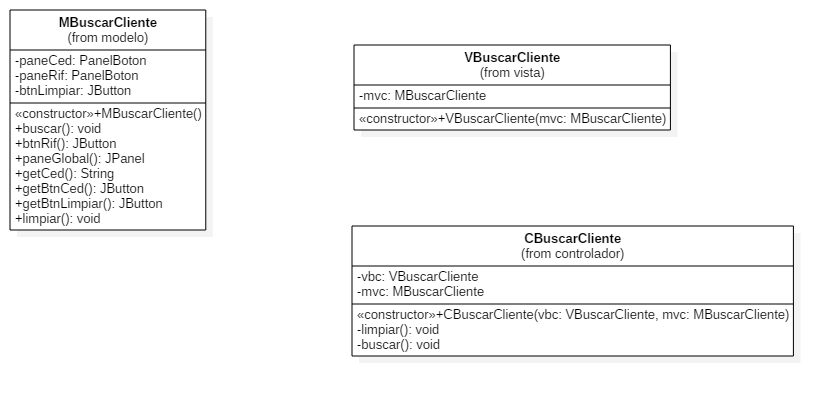 MBuscarCliente
(from modelo)
-paneCed: PanelBoton
-paneRif: PanelBoton
-btnLimpiar: JButton
«constructor»+MBuscarCliente()
+buscar(): void
+btnRif(): JButton
+paneGlobal(): JPanel
+getCed(): String
+getBtnCed(): JButton
+getBtnLimpiar(): JButton
+limpiar(): void
VBuscarCliente
(from vista)
-mvc: MBuscarCliente
«constructor»+VBuscarCliente(mvc: MBuscarCliente)
CBuscarCliente
(from controlador)
-vbc: VBuscarCliente
-mvc: MBuscarCliente
«constructor»+CBuscarCliente(vbc: VBuscarCliente, mvc: MBuscarCliente)
-limpiar(): void
-buscar(): void